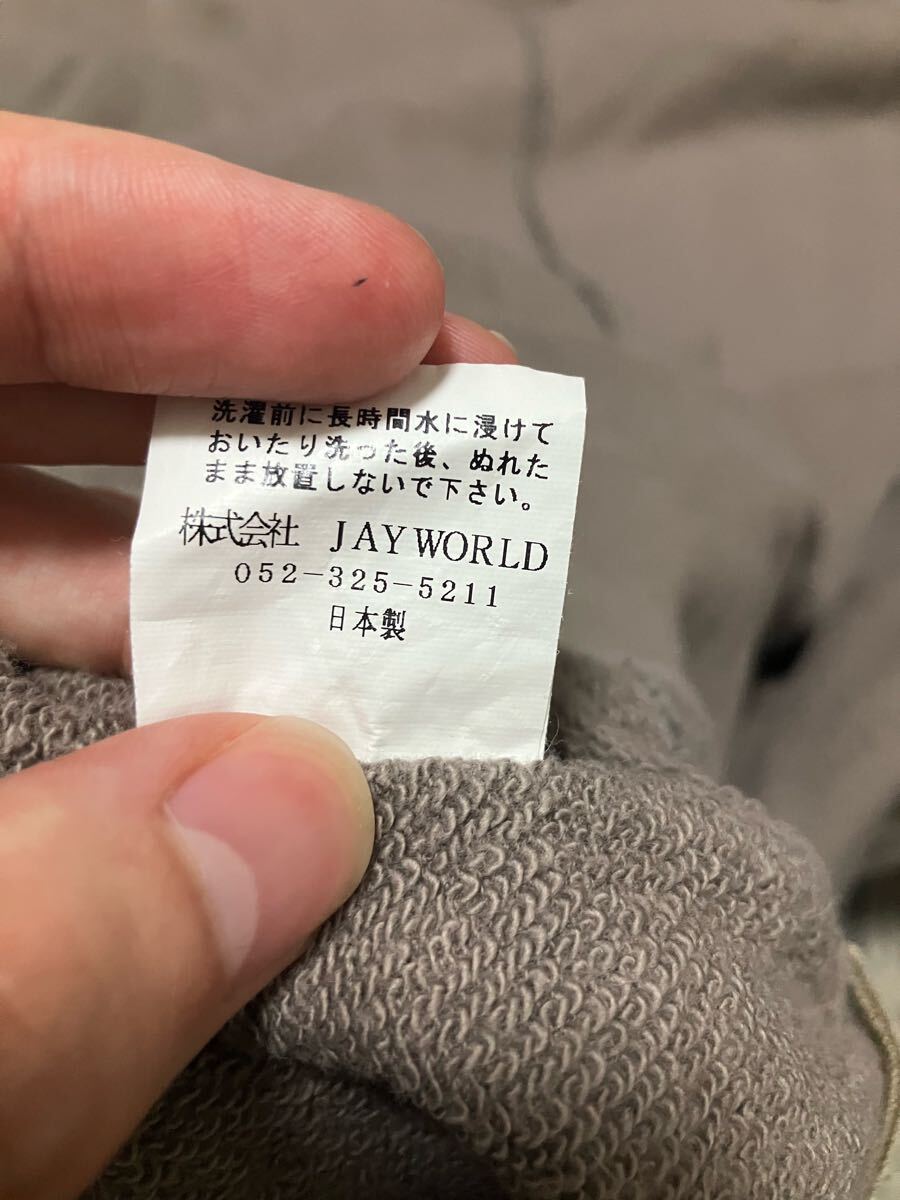 洗濯前に長時間水に浸けて
おいたり洗った後、ぬれた
まま放置しないで下さい。
株式会社 JAY WORLD
052-325-5211
日本製